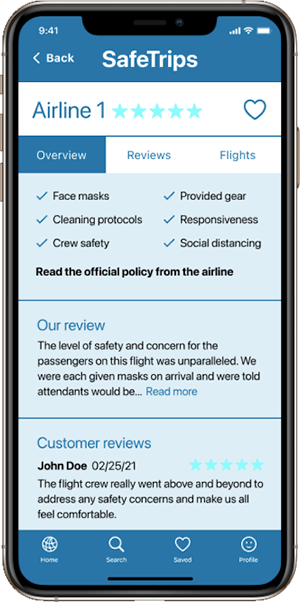 9:41
Back
SafeTrips
Airline 1
Overview Reviews Flights
Face masks Provided gear
Cleaning protocols Responsiveness
Crew safety Social distancing
Read the official policy from the airline
Our review
The level of safety and concern for the
passengers on this flight was unparalleled. We
were each given masks on arrival and were told
attendants would be... Read more
Customer reviews
John Doe 02/25/21
The flight crew really went above and beyond to
address any safety concerns and make us all
feel comfortable.
Home Search Saved Profile